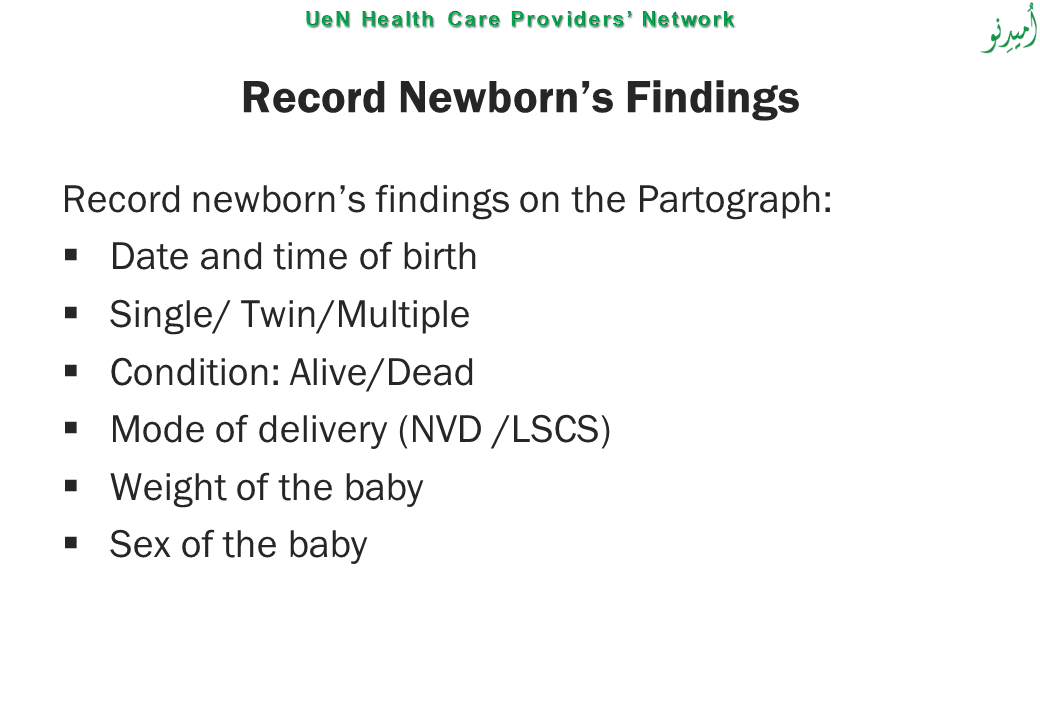 UeN Health Care Providers’ Network
اُمیدِنو
Record Newborn’s Findings
Record newborn’s findings on the Partograph:
▪ Date and time of birth
▪ Single/ Twin/Multiple
▪ Condition: Alive/Dead
▪ Mode of delivery (NVD /LSCS)
▪ Weight of the baby
▪ Sex of the baby